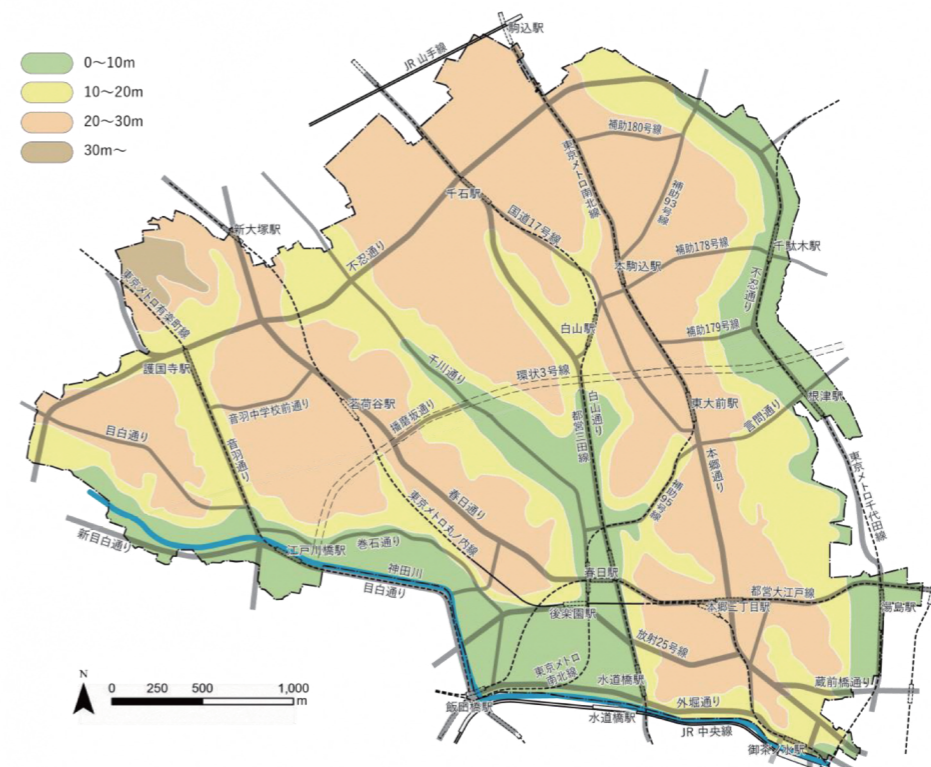 0～10m
10～20m
20～30m
30m～
駒込駅
JR 山手線
補助180号線
東京メトロ南北線
補助93号線
千石駅
国道17号線
新大塚駅
不忍通り
本駒込駅
補助178号線
千駄木駅
不忍通り
東京メトロ有楽町線
白山駅
補助179号線
護国寺駅
千川通り
環状3号線
音羽中学校前通り
茗荷谷駅
播磨坂通り
白山通り
都営三田線
東大前駅
言問通り
根津駅
目白通り
音羽通り
本郷通り
東京メトロ千代田線
補助95号線
春日通り
東京メトロ丸ノ内線
新目白通り
江戸川橋駅
巻石通り
神田川
目白通り
春日駅
都営大江戸線
本郷三丁目駅
湯島駅
後楽園駅
放射25号線
東京メトロ
南北線
水道橋駅
蔵前橋通り
外堀通り
飯田橋駅
水道橋駅
JR 中央線
御茶ノ水駅
N
0 250 500 1,000
m